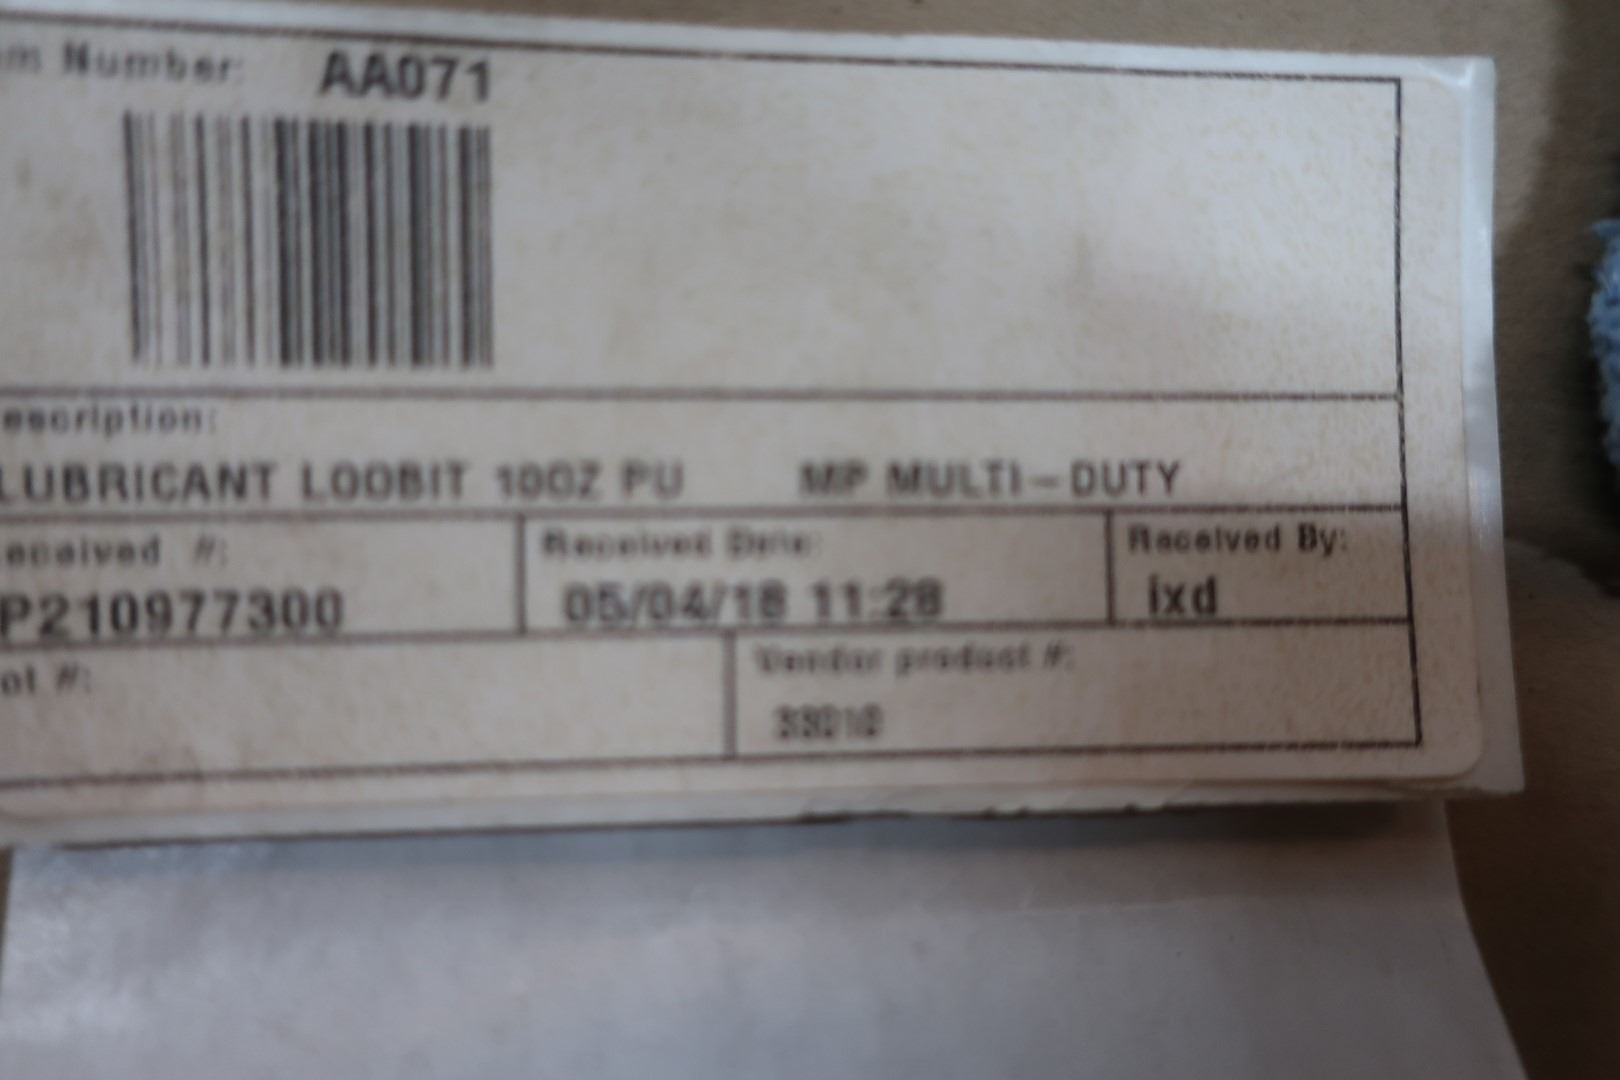 em Number: AA071
escription:
LUBRICANT LOOBIT 10OZ PU MP MULTI-DUTY
eceived #: Received Date: Received By:
P210977300 05/04/18 11:28 ixd
ot #: Vendor product #: